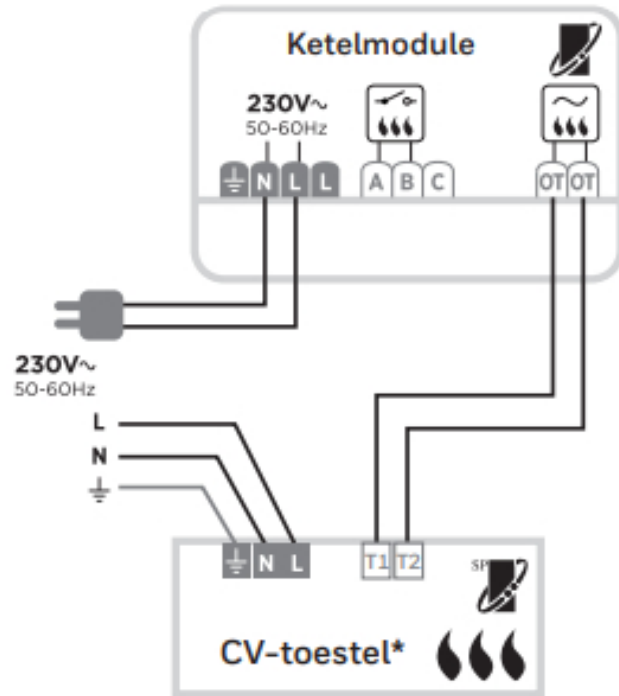 Ketelmodule
230V~
50-60Hz
N L L
A B C
OT OT
230V~
50-60Hz
L
N
N L
T1 T2
SP
CV-toestel*